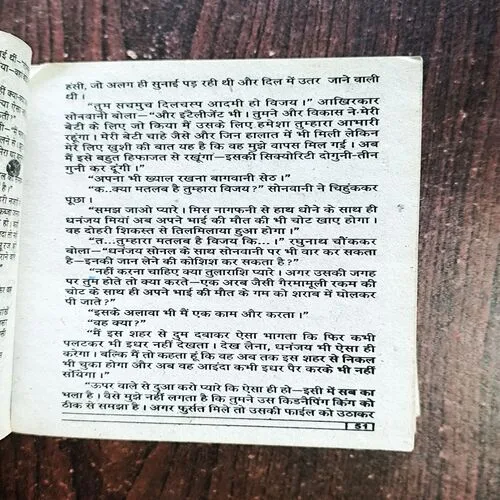 हंसी, जो अलग ही सुनाई पड़ रही थी और दिल में उतर जाने वाली
थी।
"तुम सचमुच दिलचस्प आदमी हो विजय।" आखिरकार
सोनवानी बोला—"और इंटैलीजैंट भी। तुमने और विकास ने मेरी
बेटी के लिए जो किया मैं उसके लिए हमेशा तुम्हारा आभारी
रहूंगा। मेरी बेटी चाहे जैसे और जिन हालात में भी मिली लेकिन
मेरे लिए खुशी की बात यह है कि वह मुझे वापस मिल गई। अब
मैं इसे बहुत हिफाजत से रखूंगा—इसकी सिक्योरिटी दोगुनी-तीन
गुनी कर दूंगी।"
"अपना भी ख्याल रखना बागवानी सेठ।"
"क..क्या मतलब है तुम्हारा विजय?" सोनवानी ने चिहुंककर
पूछा।
"समझ जाओ प्यारे। मिस नागफनी से हाथ धोने के साथ ही
धनंजय मियां अब अपने भाई की मौत की भी चोट खाए होगा।
वह दोहरी शिकस्त से तिलमिलाया हुआ होगा।"
"त...तुम्हारा मतलब है विजय कि...।" रघुनाथ चौंककर
बोला—"धनंजय सोनल के साथ सोनवानी पर भी वार कर सकता
है—इनकी जान लेने की कोशिश कर सकता है?"
"नहीं करना चाहिए क्या तुलाराशि प्यारे। अगर उसकी जगह
पर तुम होते तो क्या करते—एक अरब जैसी गैरमामूली रकम की
चोट के साथ ही अपने भाई की मौत के गम को शराब में घोलकर
पी जाते?"
"इसके अलावा भी मैं एक काम और करता।"
"वह क्या?"
"मैं इस शहर से दुम दबाकर ऐसा भागता कि फिर कभी
पलटकर भी इधर नहीं देखता। देख लेना, धनंजय भी ऐसा ही
करेगा। बल्कि मैं तो कहता हूं कि वह अब तक इस शहर से निकल
भी चुका होगा और अब वह आइंदा कभी इधर पैर करके भी नहीं
सोयेगा।"
"ऊपर वाले से दुआ करो प्यारे कि ऐसा ही हो—इसी में सब का
भला है। वैसे मुझे नहीं लगता है कि तुमने उस किडनैपिंग किंग को
ठीक से समझा है। अगर फुर्सत मिले तो उसकी फाईल को उठाकर
51